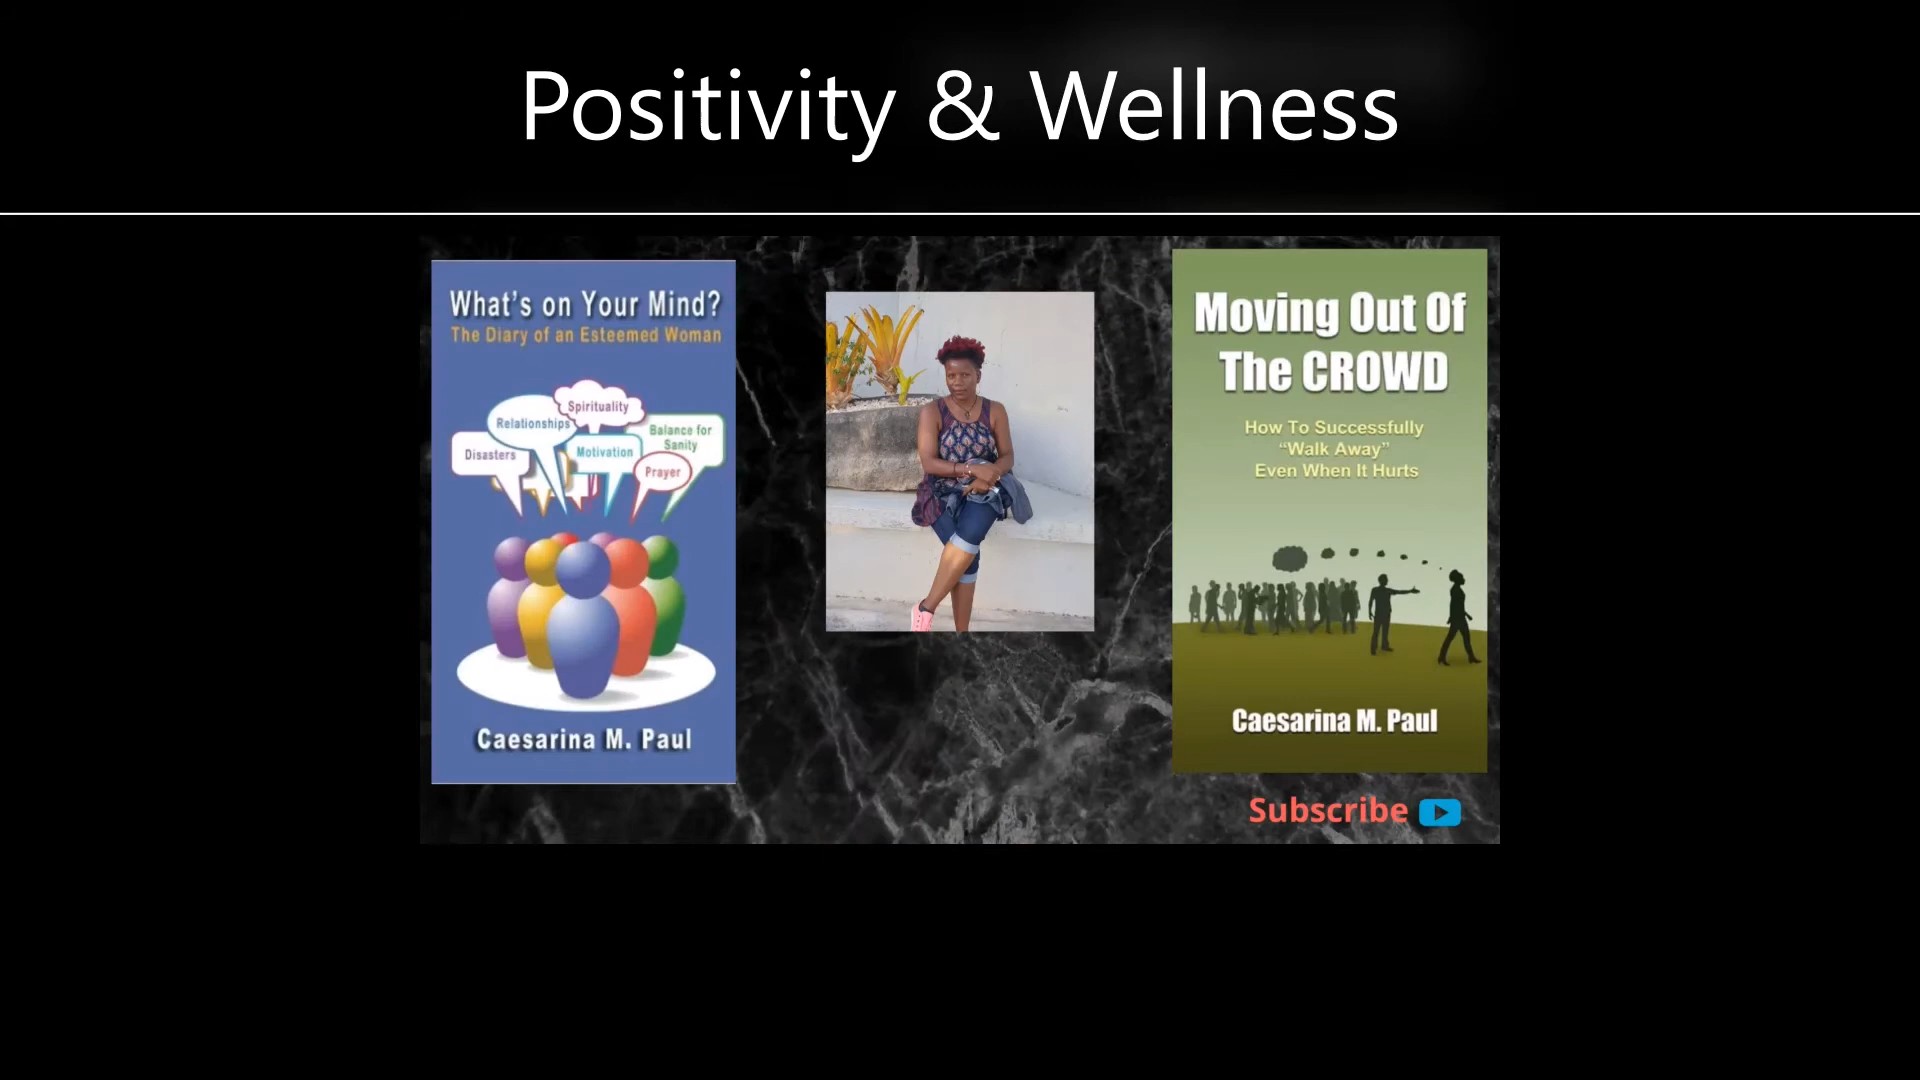 Positivity & Wellness
What's on Your Mind?
The Diary of an Esteemed Woman
Spirituality
Relationships
Balance for
Sanity
Disasters
Motivation
Prayer
Caesarina M. Paul
Moving Out Of
The CROWD
How To Successfully
“Walk Away”
Even When It Hurts
Caesarina M. Paul
Subscribe